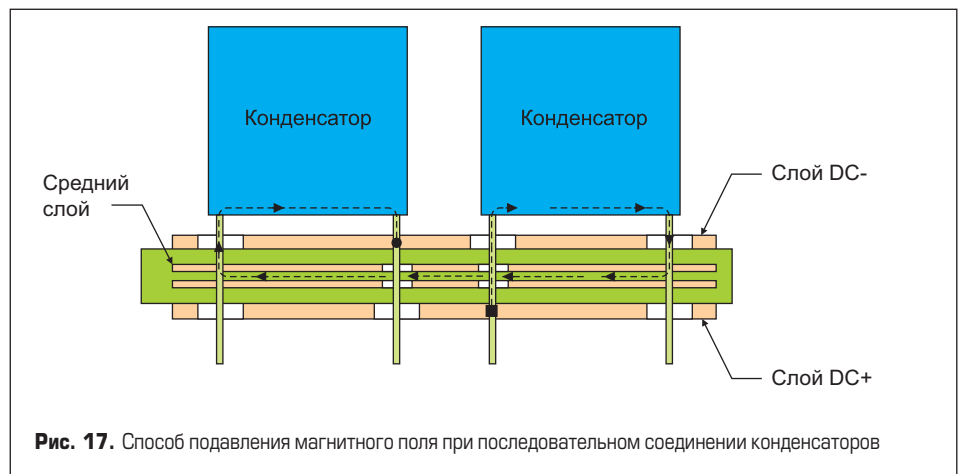 Конденсатор
Конденсатор
Слой DC-
Средний
слой
Слой DC+
Рис. 17. Способ подавления магнитного поля при последовательном соединении конденсаторов